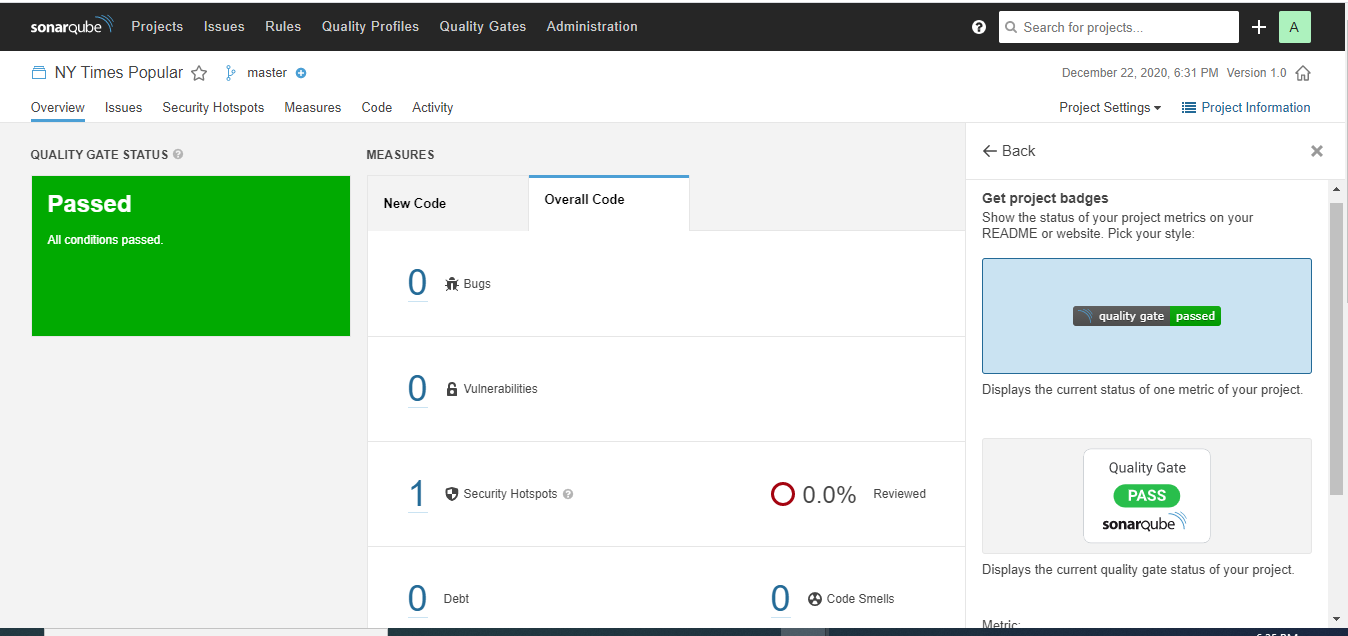 sonarqube Projects Issues Rules Quality Profiles Quality Gates Administration ? Search for projects... A
NY Times Popular master December 22, 2020, 6:31 PM Version 1.0
Overview Issues Security Hotspots Measures Code Activity Project Settings Project Information
QUALITY GATE STATUS ?
Passed
All conditions passed.
MEASURES
New Code
Overall Code
0 Bugs
0 Vulnerabilities
1 Security Hotspots ? 0.0% Reviewed
0 Debt 0 Code Smells
Back
Get project badges
Show the status of your project metrics on your
README or website. Pick your style:
quality gate passed
Displays the current status of one metric of your project.
Quality Gate
PASS
sonarqube
Displays the current quality gate status of your project.
Metric: